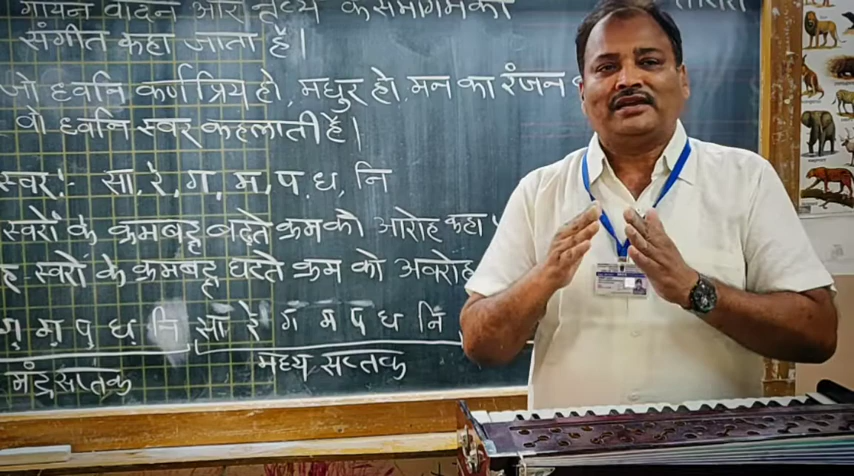 गायन वादन और नृत्य के समागम को
संगीत कहा जाता है।
जो ध्वनि कर्णप्रिय हो, मधुर हो, मन का रंजन
वो ध्वनि स्वर कहलाती हैं।
स्वर:- सा, रे, ग, म, प, ध, नि
स्वरों के क्रमबद्ध बढ़ते क्रम को आरोह कहा
स्वरों के क्रमबद्ध घटते क्रम को अवरोह
ग़ म़ प़ ध़ नि़ सा रे ग म प ध नि
मंद्र सप्तक मध्य सप्तक